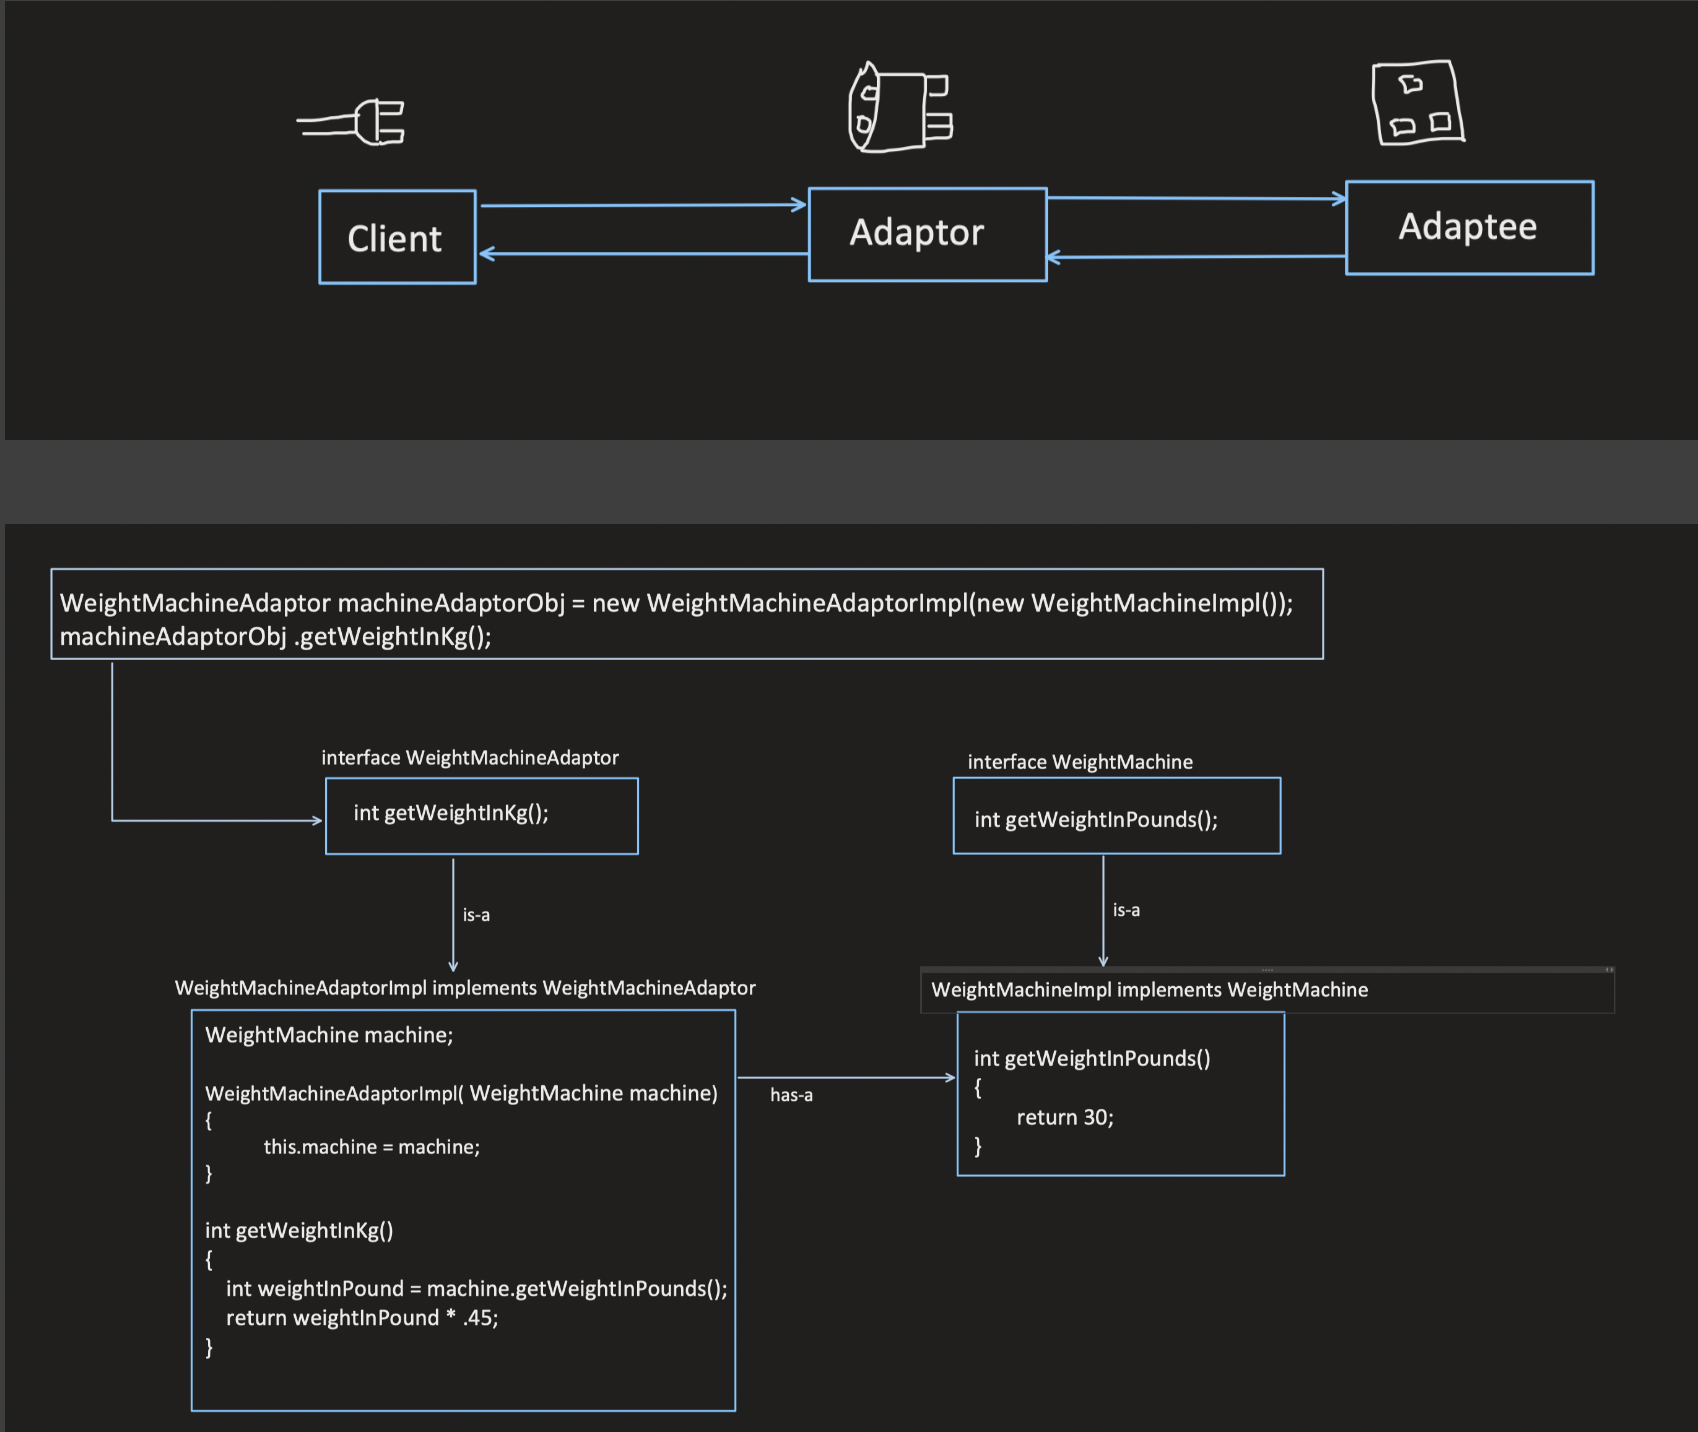 Client
Adaptor
Adaptee
WeightMachineAdaptor machineAdaptorObj = new WeightMachineAdaptorImpl(new WeightMachineImpl());
machineAdaptorObj .getWeightInKg();
interface WeightMachineAdaptor
int getWeightInKg();
interface WeightMachine
int getWeightInPounds();
is-a
is-a
WeightMachineAdaptorImpl implements WeightMachineAdaptor
WeightMachine machine;
WeightMachineAdaptorImpl( WeightMachine machine)
{
this.machine = machine;
}
int getWeightInKg()
{
int weightInPound = machine.getWeightInPounds();
return weightInPound * .45;
}
has-a
WeightMachineImpl implements WeightMachine
int getWeightInPounds()
{
return 30;
}